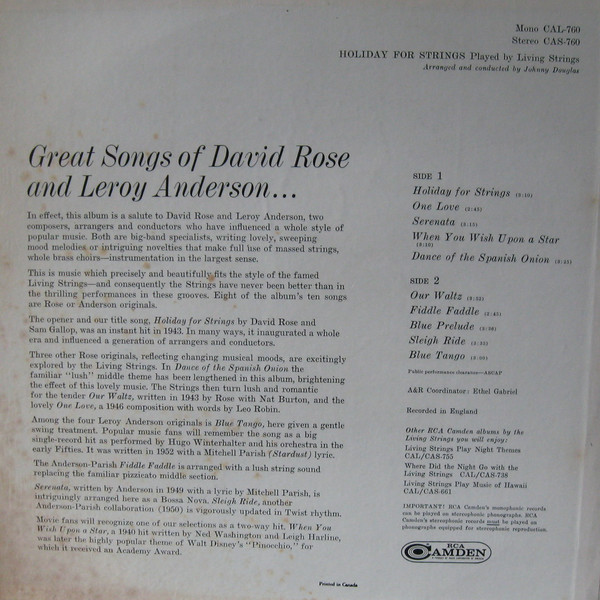 Mono CAL-760
Stereo CAS-760
HOLIDAY FOR STRINGS Played by Living Strings
Arranged and conducted by Johnny Douglas
Great Songs of David Rose
and Leroy Anderson...
In effect, this album is a salute to David Rose and Leroy Anderson, two
composers, arrangers and conductors who have influenced a whole style of
popular music. Both are big-band specialists, writing lovely, sweeping
mood melodies or intriguing novelties that make full use of massed strings,
whole brass choirs—instrumentation in the largest sense.
This is music which precisely and beautifully fits the style of the famed
Living Strings—and consequently the Strings have never been better than in
the thrilling performances in these grooves. Eight of the album's ten songs
are Rose or Anderson originals.
The opener and our title song, Holiday for Strings by David Rose and
Sam Gallop, was an instant hit in 1943. In many ways, it inaugurated a whole
era and influenced a generation of arrangers and conductors.
Three other Rose originals, reflecting changing musical moods, are excitingly
explored by the Living Strings. In Dance of the Spanish Onion the
familiar "lush" middle theme has been lengthened in this album, brightening
the effect of this lovely music. The Strings then turn lush and romantic
for the tender Our Waltz, written in 1943 by Rose with Nat Burton, and the
lovely One Love, a 1946 composition with words by Leo Robin.
Among the four Leroy Anderson originals is Blue Tango, here given a gentle
swing treatment. Popular music fans will remember the song as a big
single-record hit as performed by Hugo Winterhalter and his orchestra in the
early Fifties. It was written in 1952 with a Mitchell Parish (Stardust) lyric.
The Anderson-Parish Fiddle Faddle is arranged with a lush string sound
replacing the familiar pizzicato middle section.
Serenata, written by Anderson in 1949 with a lyric by Mitchell Parish, is
intriguingly arranged here as a Bossa Nova. Sleigh Ride, another
Anderson-Parish collaboration (1950) is vigorously updated in Twist rhythm.
Movie fans will recognize one of our selections as a two-way hit. When You
Wish Upon a Star, a 1940 hit written by Ned Washington and Leigh Harline,
was later the highly popular theme of Walt Disney's "Pinocchio," for
which it received an Academy Award.
SIDE 1
Holiday for Strings
One Love (2:45)
Serenata
When You Wish Upon a Star
Dance of the Spanish Onion
SIDE 2
Our Waltz
Fiddle Faddle
Blue Prelude
Sleigh Ride
Blue Tango
Public performance clearance—ASCAP
A&R Coordinator: Ethel Gabriel
Recorded in England
Other RCA Camden albums by the
Living Strings you will enjoy:
Living Strings Play Night Themes
CAL/CAS-755
Where Did the Night Go with the
Living Strings CAL/CAS-738
Living Strings Play Music of Hawaii
CAL/CAS-661
IMPORTANT! RCA Camden's monophonic records
can be played on stereophonic phonographs. RCA
Camden's stereophonic records must be played on
phonographs equipped for stereophonic reproduction.
RCA
CAMDEN
Printed in Canada